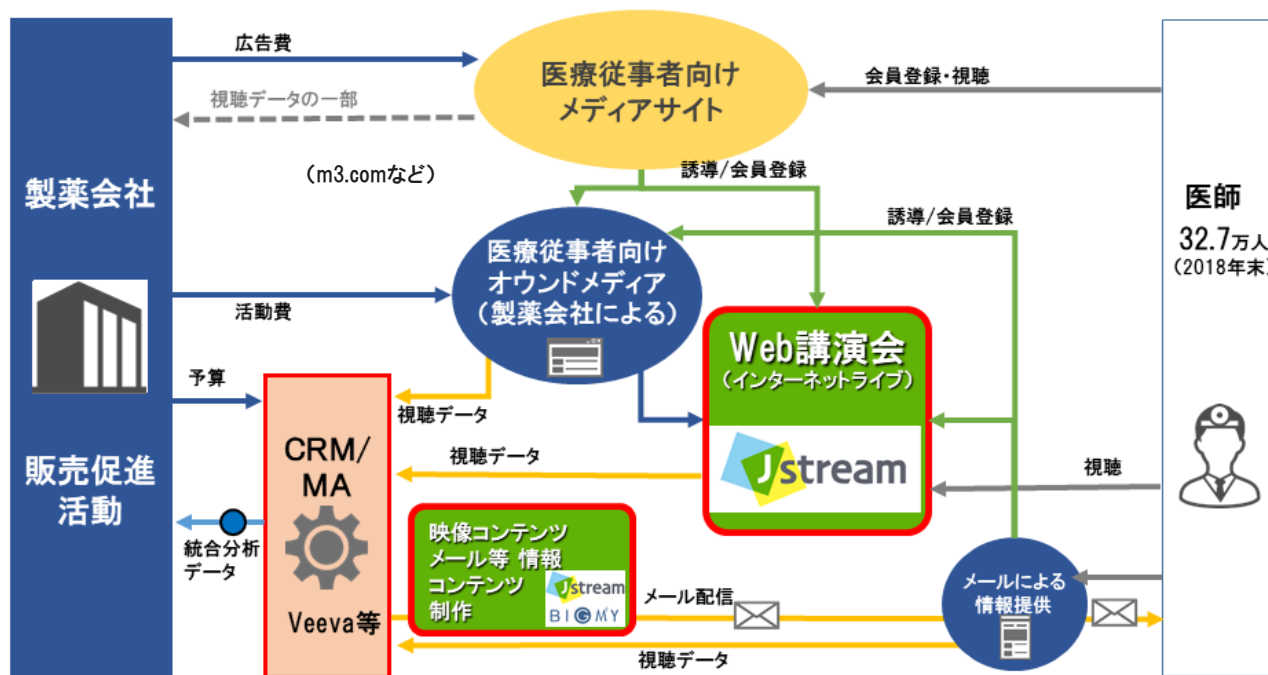 製薬会社
販売促進
活動
広告費
視聴データの一部
(m3.comなど)
医療従事者向け
メディアサイト
会員登録・視聴
誘導/会員登録
誘導/会員登録
医師
32.7万人
(2018年末)
活動費
医療従事者向け
オウンドメディア
(製薬会社による)
Web講演会
(インターネットライブ)
Jstream
予算
視聴データ
視聴データ
視聴
CRM/
MA
Veeva等
統合分析
データ
映像コンテンツ
メール等 情報
コンテンツ
制作
Jstream
BIGMY
メール配信
視聴データ
メールによる
情報提供